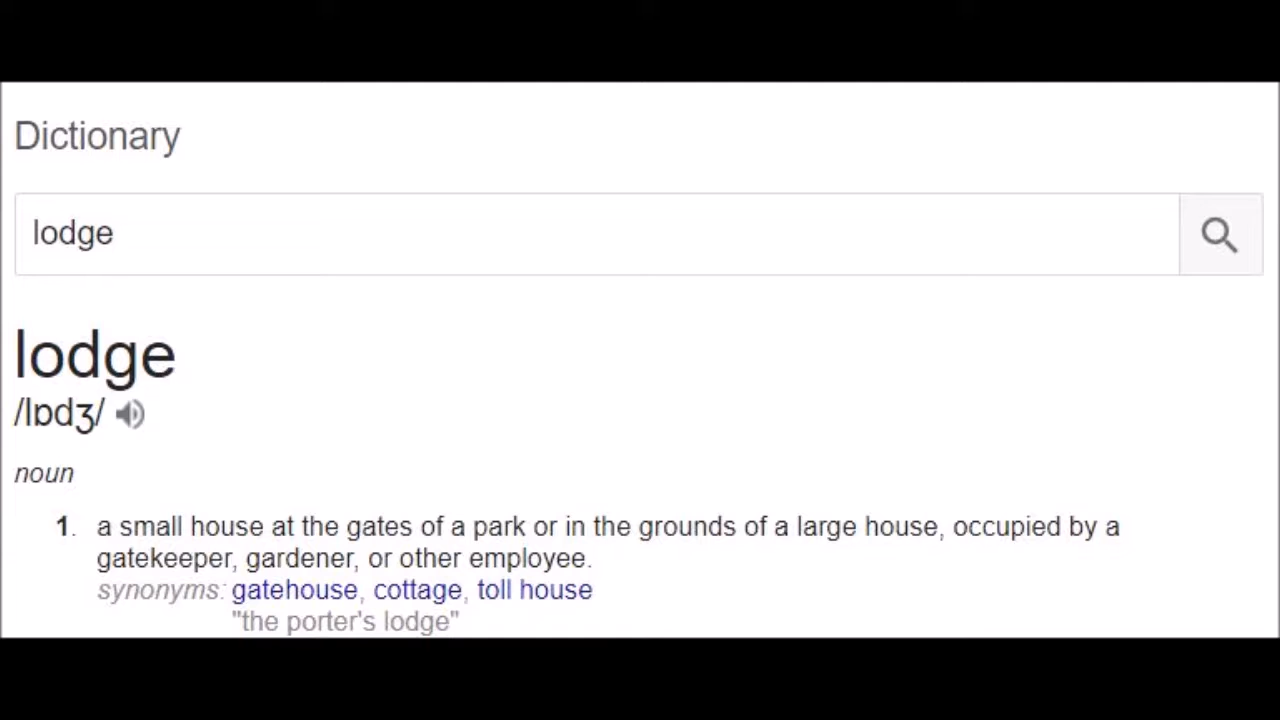 Dictionary
lodge
lodge
/lɒdʒ/
noun
1. a small house at the gates of a park or in the grounds of a large house, occupied by a
gatekeeper, gardener, or other employee.
synonyms: gatehouse, cottage, toll house
"the porter's lodge"